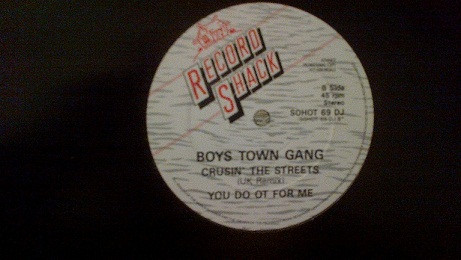 RECORD
SHACK
B Side
45 rpm
Stereo
SOHOT 69 DJ
BOYS TOWN GANG
CRUSIN' THE STREETS
(UK Remix)
YOU DO OT FOR ME